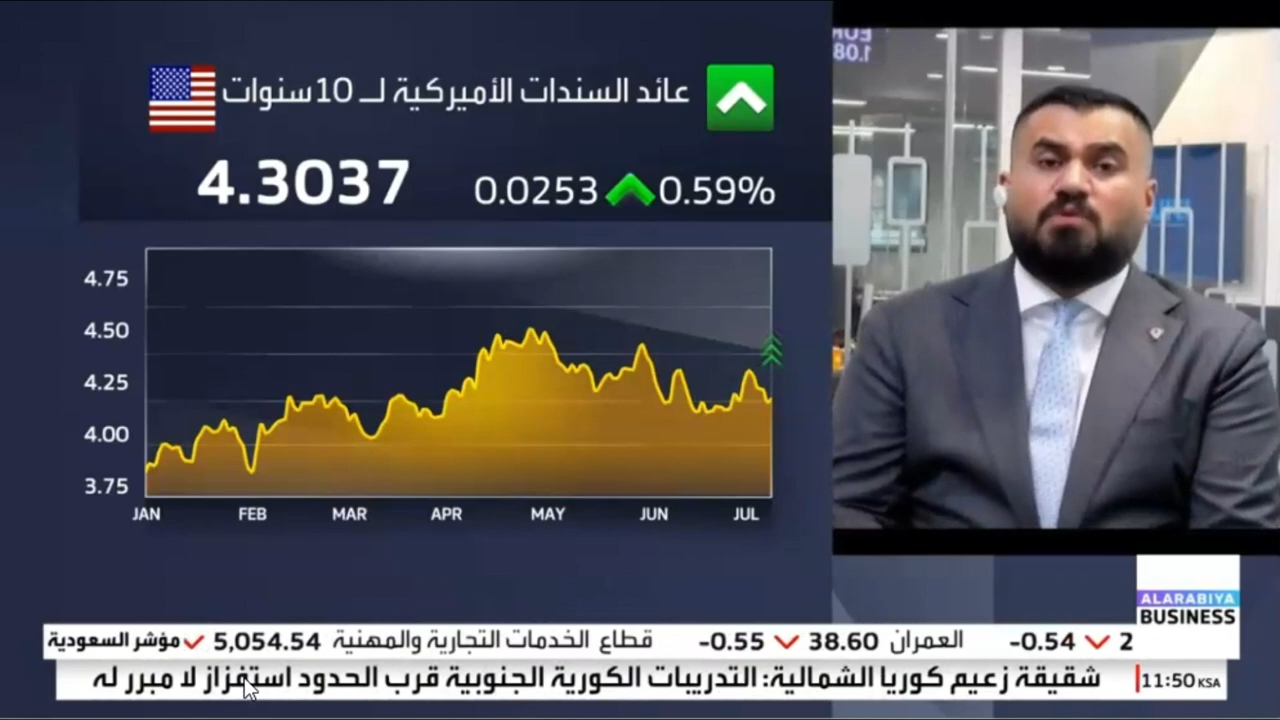 عائد السندات الأميركية لـ 10 سنوات
4.3037 0.0253 0.59%
4.75
4.50
4.25
4.00
3.75
JAN FEB MAR APR MAY JUN JUL
EUR
1.08
ALARABIYA
BUSINESS
2 -0.54 العمران 38.60 -0.55 قطاع الخدمات التجارية والمهنية 5,054.54 مؤشر السعودية
11:50 KSA شقيقة زعيم كوريا الشمالية: التدريبات الكورية الجنوبية قرب الحدود استفزاز لا مبرر له